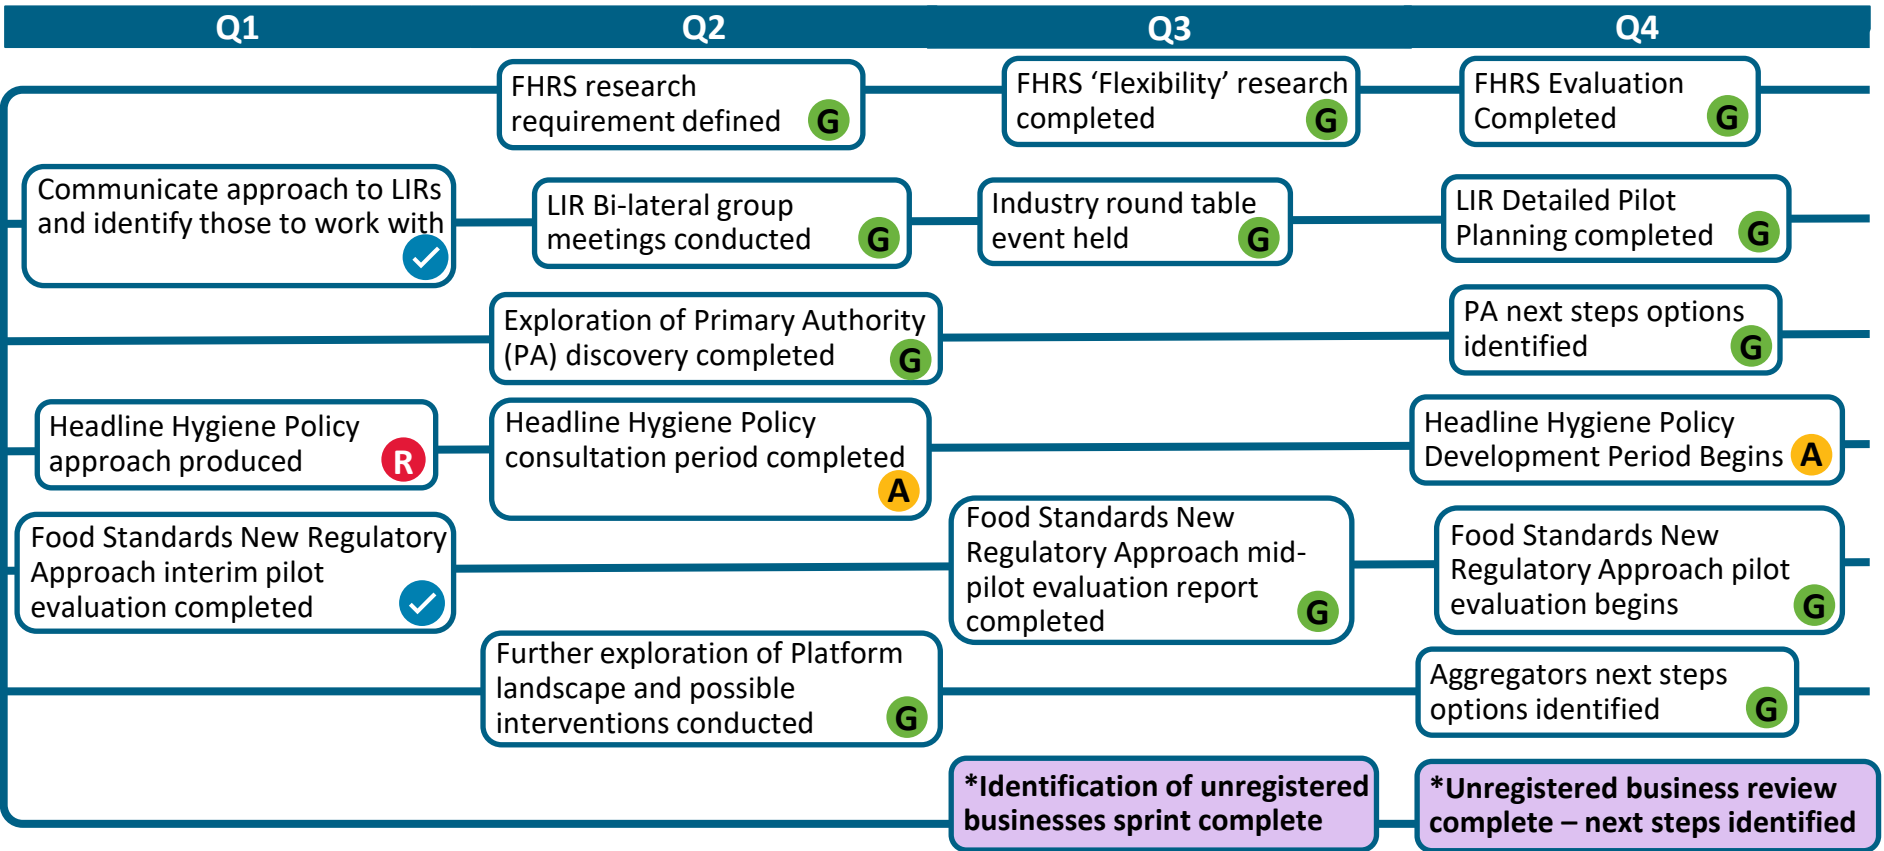 Q1 Q2 Q3 Q4
FHRS research
requirement defined G
FHRS ‘Flexibility’ research
completed G
FHRS Evaluation
Completed G
Communicate approach to LIRs
and identify those to work with
LIR Bi-lateral group
meetings conducted G
Industry round table
event held G
LIR Detailed Pilot
Planning completed G
Exploration of Primary Authority
(PA) discovery completed G
PA next steps options
identified G
Headline Hygiene Policy
approach produced R
Headline Hygiene Policy
consultation period completed
A
Headline Hygiene Policy
Development Period Begins A
Food Standards New Regulatory
Approach interim pilot
evaluation completed
Food Standards New
Regulatory Approach mid-
pilot evaluation report
completed G
Food Standards New
Regulatory Approach pilot
evaluation begins G
Further exploration of Platform
landscape and possible
interventions conducted G
Aggregators next steps
options identified G
*Identification of unregistered
businesses sprint complete
*Unregistered business review
complete – next steps identified